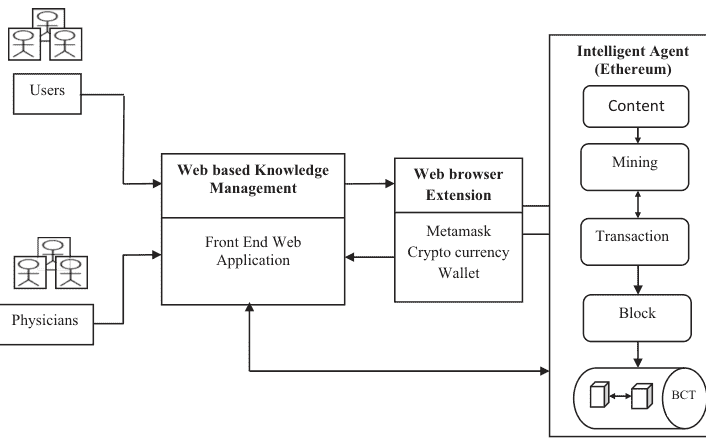 Users
Physicians
Web based Knowledge
Management
Front End Web
Application
Web browser
Extension
Metamask
Crypto currency
Wallet
Intelligent Agent
(Ethereum)
Content
Mining
Transaction
Block
BCT